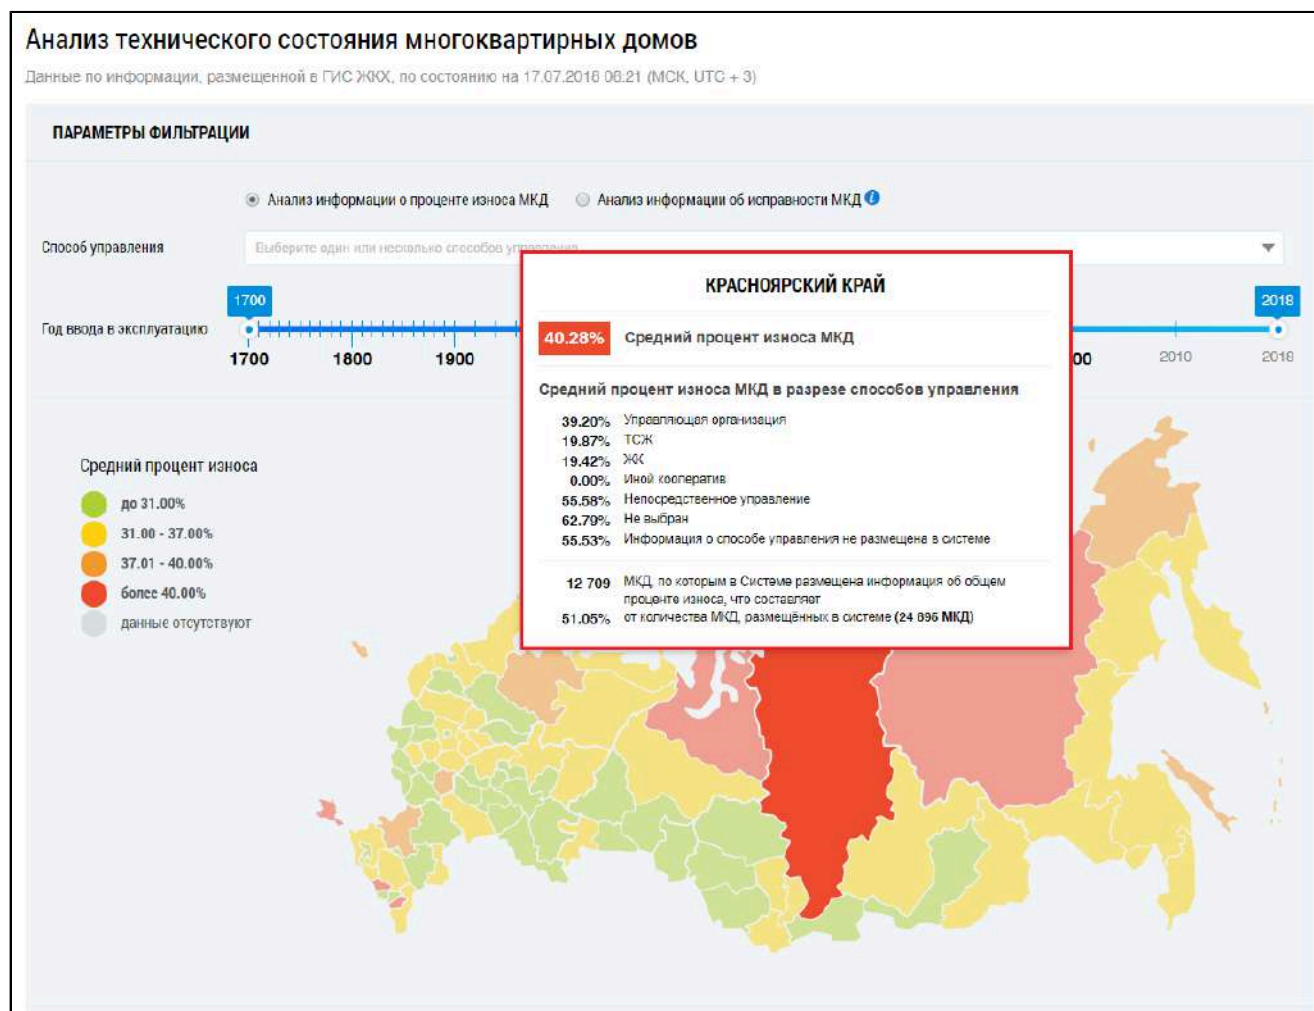 Анализ технического состояния многоквартирных домов
Данные по информации, размещенной в ГИС ЖКХ, по состоянию на 17.07.2018 06:21 (МСК, UTC + 3)
ПАРАМЕТРЫ ФИЛЬТРАЦИИ
Анализ информации о проценте износа МКД Анализ информации об исправности МКД
Способ управления Выберите один или несколько способов управления
1700 2018
Год ввода в эксплуатацию
1700 1800 1900 00 2010 2018
КРАСНОЯРСКИЙ КРАЙ
40.28% Средний процент износа МКД
Средний процент износа МКД в разрезе способов управления
39.20% Управляющая организация
19.87% ТСЖ
19.42% ЖК
0.00% Иной кооператив
55.58% Непосредственное управление
62.79% Не выбран
55.53% Информация о способе управления не размещена в системе
12 709 МКД, по которым в Системе размещена информация об общем
проценте износа, что составляет
51.05% от количества МКД, размещённых в системе (24 896 МКД)
Средний процент износа
до 31.00%
31.00 - 37.00%
37.01 - 40.00%
более 40.00%
данные отсутствуют